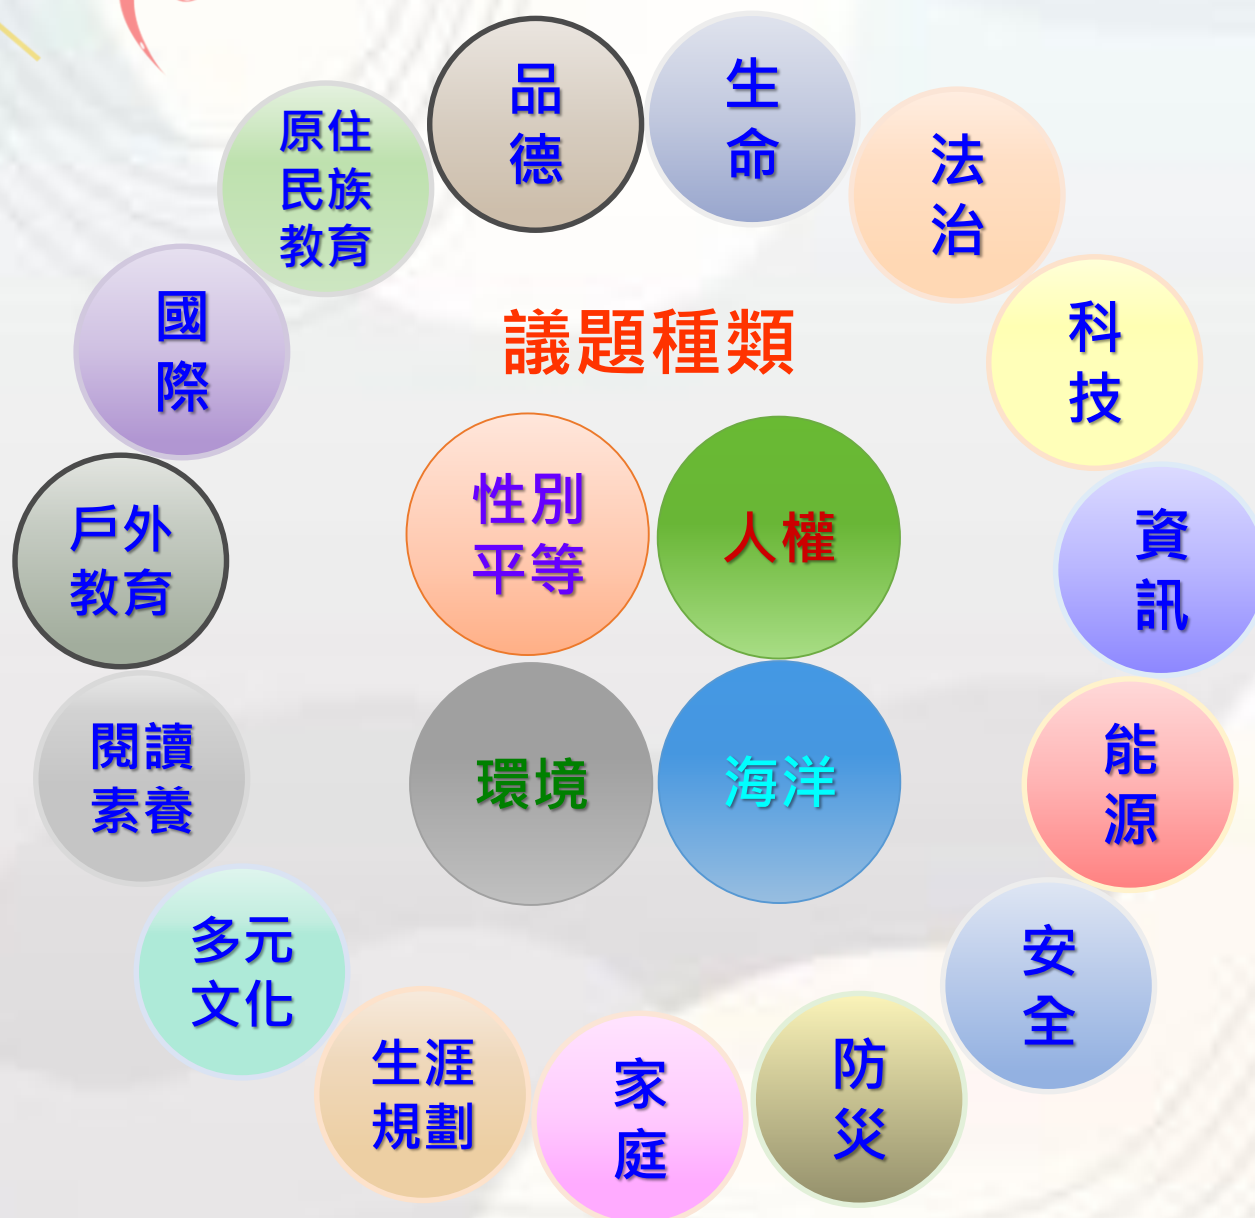 品
德
生
命
法
治
科
技
資
訊
能
源
安
全
防
災
家
庭
生涯
規劃
多元
文化
閱讀
素養
戶外
教育
國
際
原住
民族
教育
議題種類
性別
平等
人權
環境
海洋